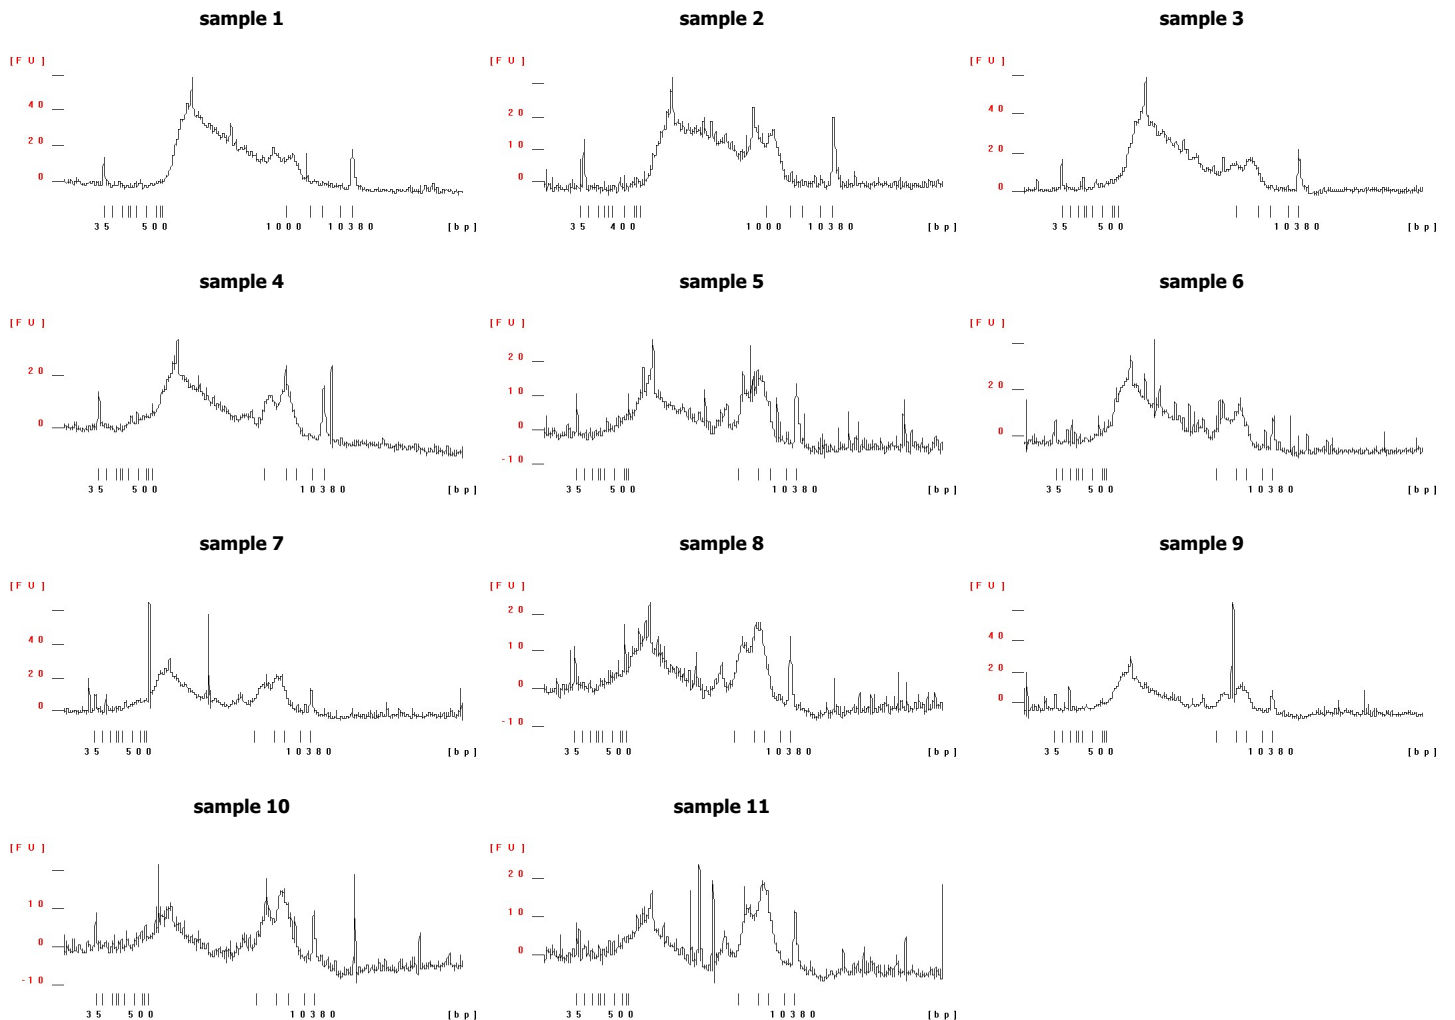 sample 1
[FU]
40
20
0
35 500 1000 10380 [bp]
sample 2
[FU]
20
10
0
35 400 1000 10380 [bp]
sample 3
[FU]
40
20
0
35 500 10380 [bp]
sample 4
[FU]
20
0
35 500 10380 [bp]
sample 5
[FU]
20
10
0
-10
35 500 10380 [bp]
sample 6
[FU]
20
0
35 500 10380 [bp]
sample 7
[FU]
40
20
0
35 500 10380 [bp]
sample 8
[FU]
20
10
0
-10
35 500 10380 [bp]
sample 9
[FU]
40
20
0
35 500 10380 [bp]
sample 10
[FU]
10
0
-10
35 500 10380 [bp]
sample 11
[FU]
20
10
0
35 500 10380 [bp]